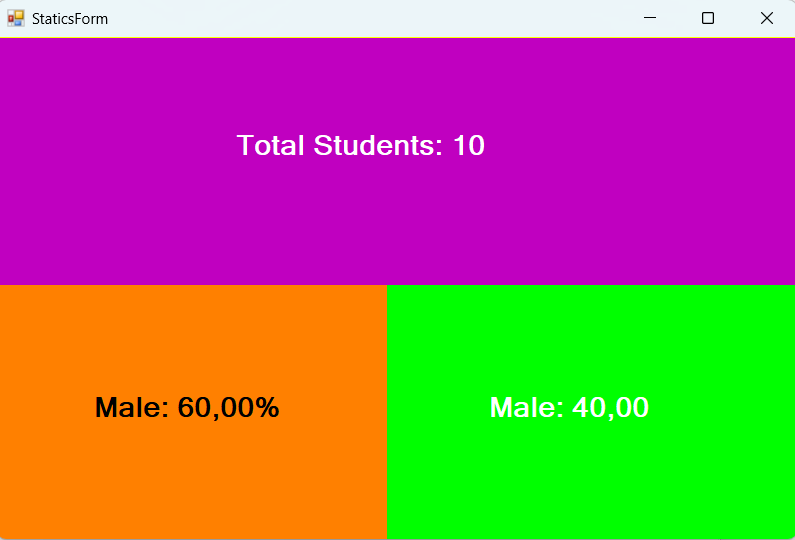 StaticsForm
Total Students: 10
Male: 60,00%
Male: 40,00